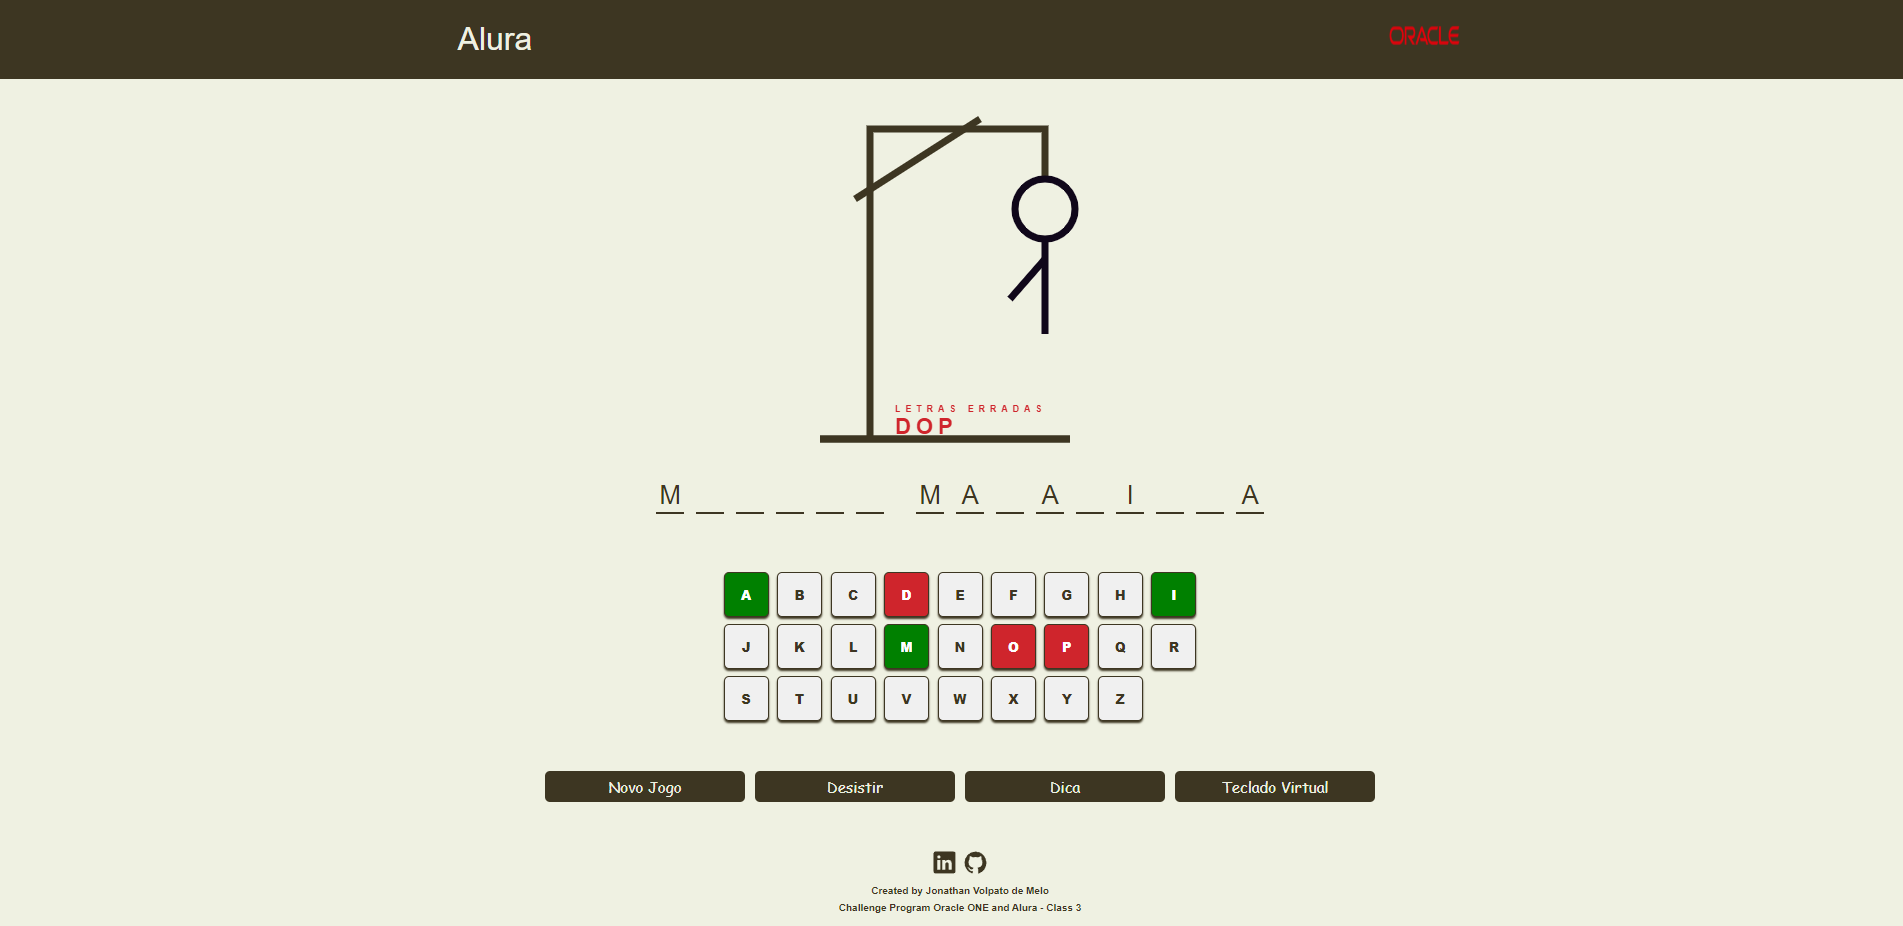 Alura
ORACLE
LETRAS ERRADAS
DOP
M _ _ _ _ _ M A _ A _ I _ _ A
A B C D E F G H I
J K L M N O P Q R
S T U V W X Y Z
Novo Jogo Desistir Dica Teclado Virtual
in
Created by Jonathan Volpato de Melo
Challenge Program Oracle ONE and Alura - Class 3